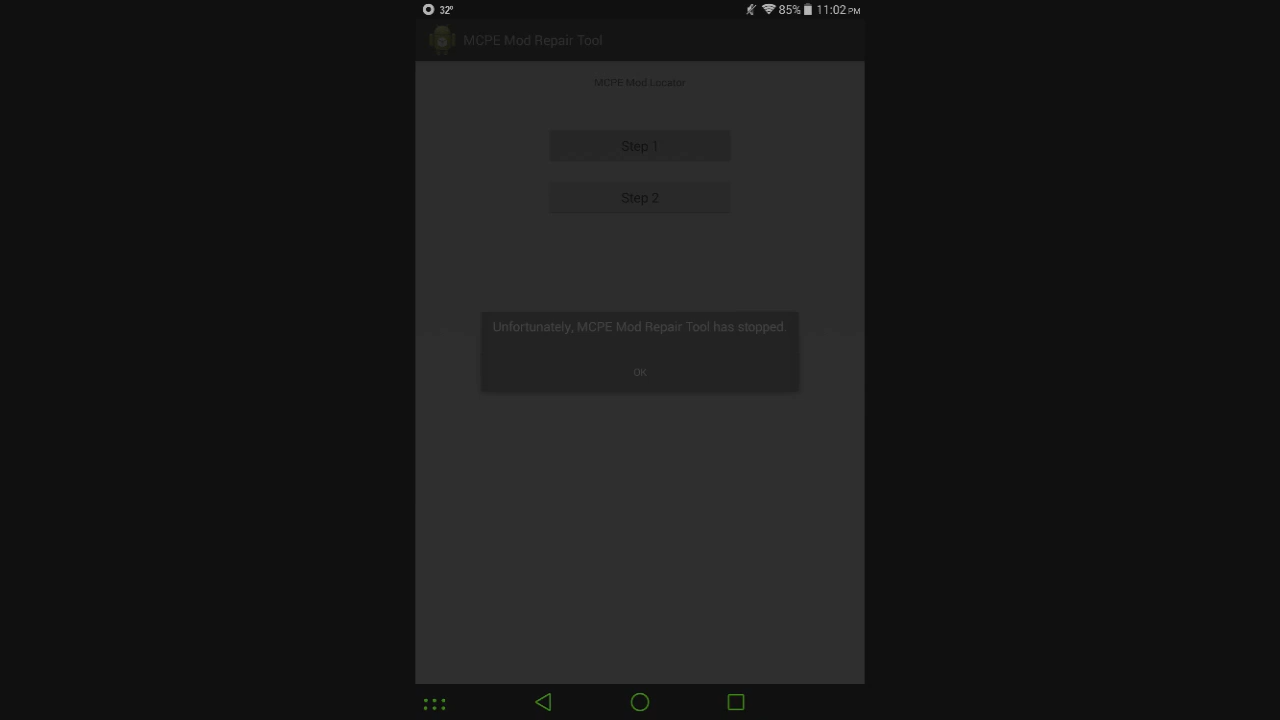 32°
85% 11:02 PM
MCPE Mod Repair Tool
MCPE Mod Locator
Step 1
Step 2
Unfortunately, MCPE Mod Repair Tool has stopped.
OK